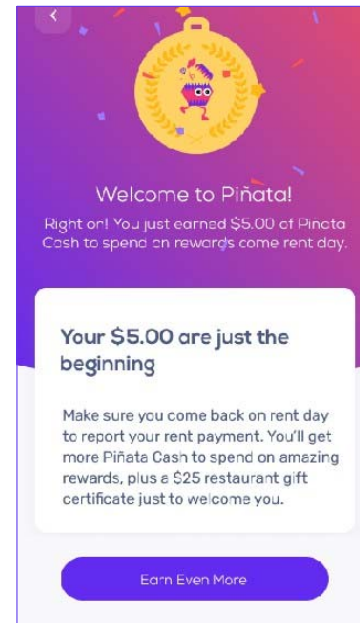 Welcome to Piñata!
Right on! You just earned $5.00 of Pinata
Cash to spend on rewards come rent day.
Your $5.00 are just the
beginning
Make sure you come back on rent day
to report your rent payment. You'll get
more Piñata Cash to spend on amazing
rewards, plus a $25 restaurant gift
certificate just to welcome you.
Earn Even More